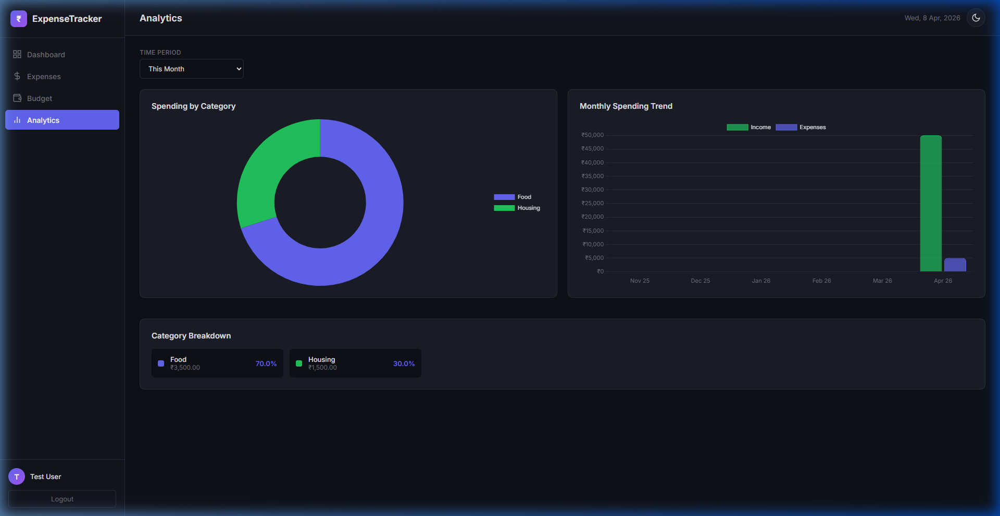 ₹ ExpenseTracker
Dashboard
Expenses
Budget
Analytics
T Test User
Logout
Analytics
Wed, 8 Apr, 2026
TIME PERIOD
This Month
Spending by Category
Food
Housing
Monthly Spending Trend
Income Expenses
₹50,000
₹45,000
₹40,000
₹35,000
₹30,000
₹25,000
₹20,000
₹15,000
₹10,000
₹5,000
₹0
Nov 25 Dec 25 Jan 26 Feb 26 Mar 26 Apr 26
Category Breakdown
Food
₹3,500.00
70.0%
Housing
₹1,500.00
30.0%